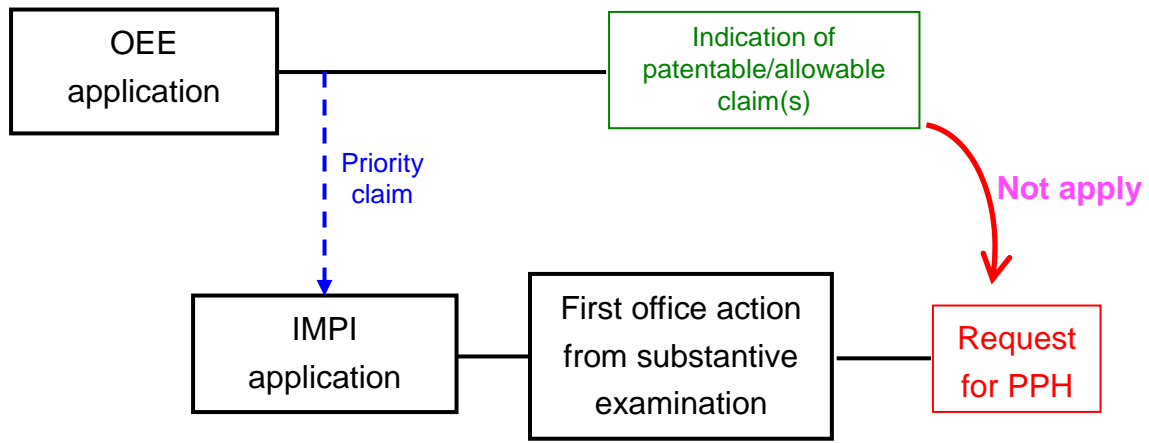 OEE
application
Indication of
patentable/allowable
claim(s)
Priority
claim
Not apply
IMPI
application
First office action
from substantive
examination
Request
for PPH